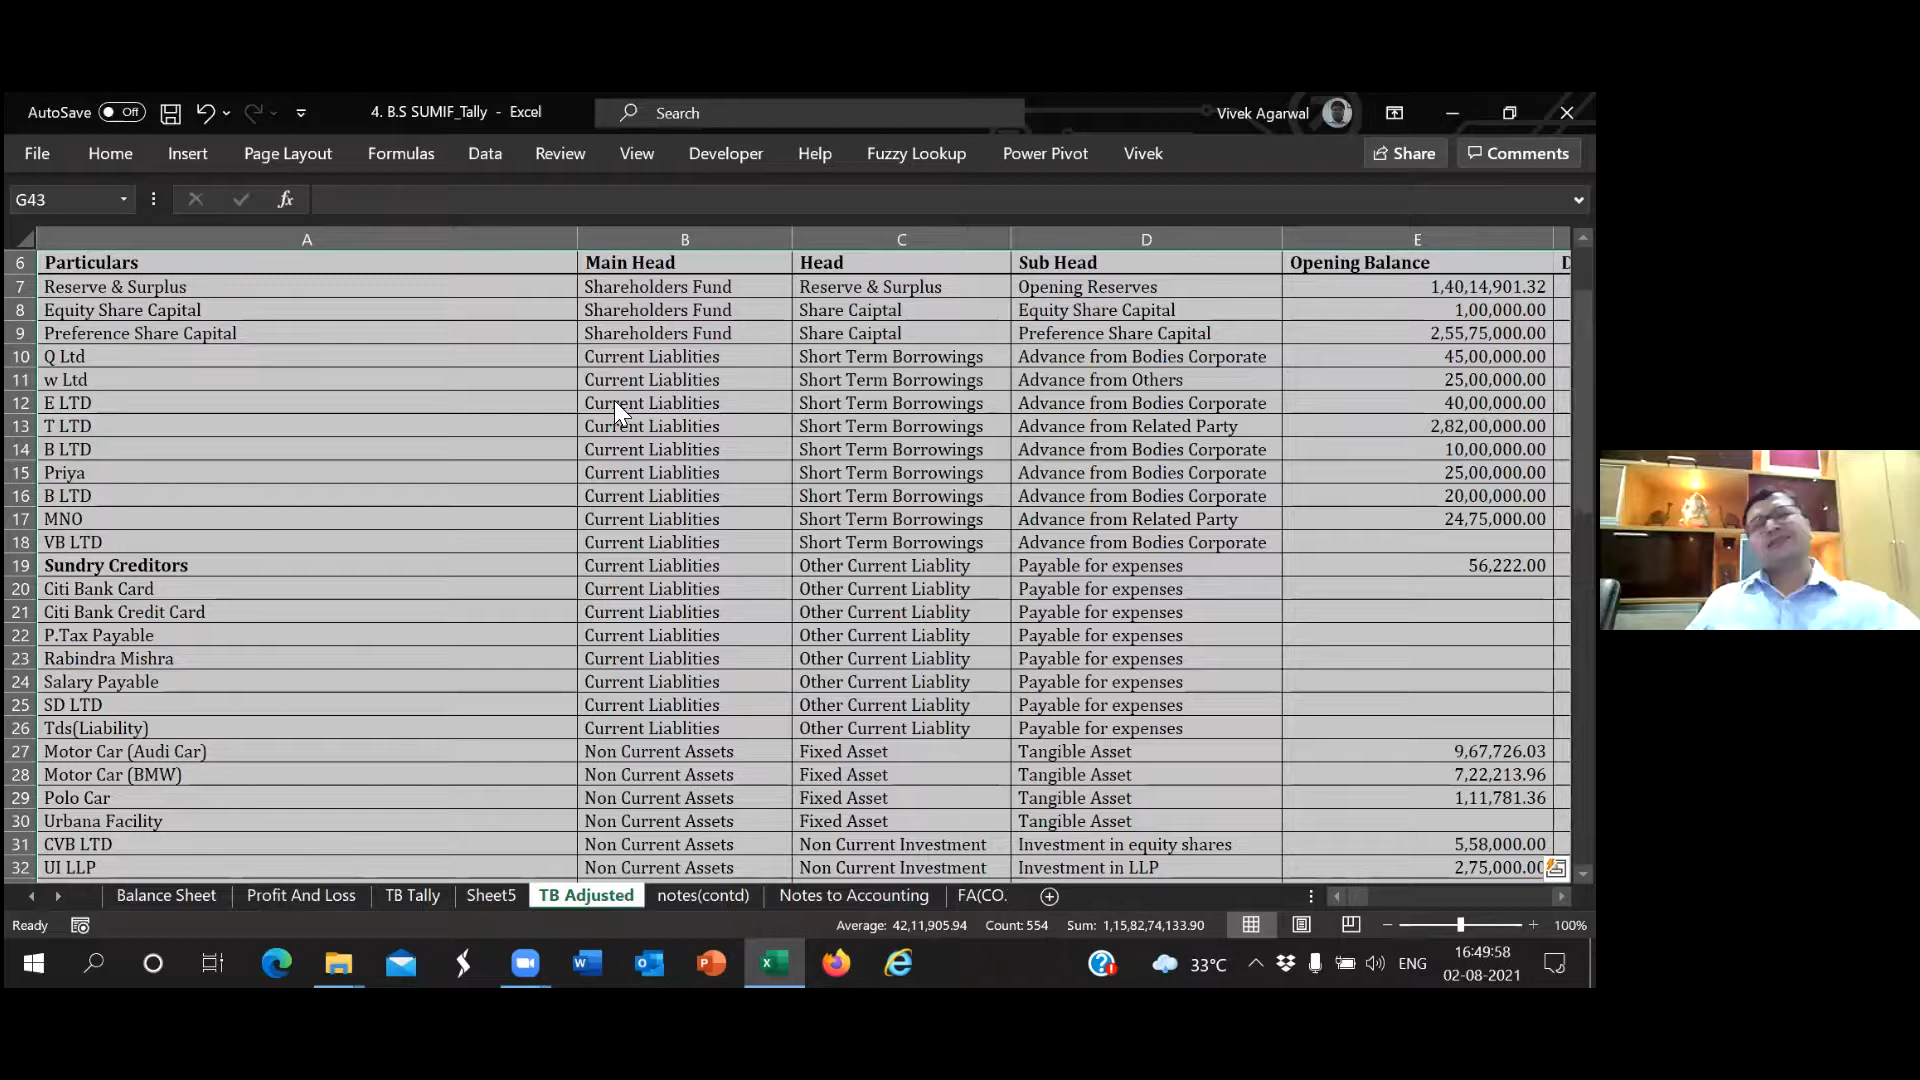 AutoSave Off 4. B.S SUMIF_Tally - Excel Search Vivek Agarwal
File Home Insert Page Layout Formulas Data Review View Developer Help Fuzzy Lookup Power Pivot Vivek Share Comments
G43 fx
A B C D E
6 Particulars Main Head Head Sub Head Opening Balance D
7 Reserve & Surplus Shareholders Fund Reserve & Surplus Opening Reserves 1,40,14,901.32
8 Equity Share Capital Shareholders Fund Share Caiptal Equity Share Capital 1,00,000.00
9 Preference Share Capital Shareholders Fund Share Caiptal Preference Share Capital 2,55,75,000.00
10 Q Ltd Current Liablities Short Term Borrowings Advance from Bodies Corporate 45,00,000.00
11 w Ltd Current Liablities Short Term Borrowings Advance from Others 25,00,000.00
12 E LTD Current Liablities Short Term Borrowings Advance from Bodies Corporate 40,00,000.00
13 T LTD Current Liablities Short Term Borrowings Advance from Related Party 2,82,00,000.00
14 B LTD Current Liablities Short Term Borrowings Advance from Bodies Corporate 10,00,000.00
15 Priya Current Liablities Short Term Borrowings Advance from Bodies Corporate 25,00,000.00
16 B LTD Current Liablities Short Term Borrowings Advance from Bodies Corporate 20,00,000.00
17 MNO Current Liablities Short Term Borrowings Advance from Related Party 24,75,000.00
18 VB LTD Current Liablities Short Term Borrowings Advance from Bodies Corporate
19 Sundry Creditors Current Liablities Other Current Liablity Payable for expenses 56,222.00
20 Citi Bank Card Current Liablities Other Current Liablity Payable for expenses
21 Citi Bank Credit Card Current Liablities Other Current Liablity Payable for expenses
22 P.Tax Payable Current Liablities Other Current Liablity Payable for expenses
23 Rabindra Mishra Current Liablities Other Current Liablity Payable for expenses
24 Salary Payable Current Liablities Other Current Liablity Payable for expenses
25 SD LTD Current Liablities Other Current Liablity Payable for expenses
26 Tds(Liability) Current Liablities Other Current Liablity Payable for expenses
27 Motor Car (Audi Car) Non Current Assets Fixed Asset Tangible Asset 9,67,726.03
28 Motor Car (BMW) Non Current Assets Fixed Asset Tangible Asset 7,22,213.96
29 Polo Car Non Current Assets Fixed Asset Tangible Asset 1,11,781.36
30 Urbana Facility Non Current Assets Fixed Asset Tangible Asset
31 CVB LTD Non Current Assets Non Current Investment Investment in equity shares 5,58,000.00
32 UI LLP Non Current Assets Non Current Investment Investment in LLP 2,75,000.00
Balance Sheet Profit And Loss TB Tally Sheet5 TB Adjusted notes(contd) Notes to Accounting FA(CO.
Ready Average: 42,11,905.94 Count: 554 Sum: 1,15,82,74,133.90 100%
33°C ENG 16:49:58
02-08-2021